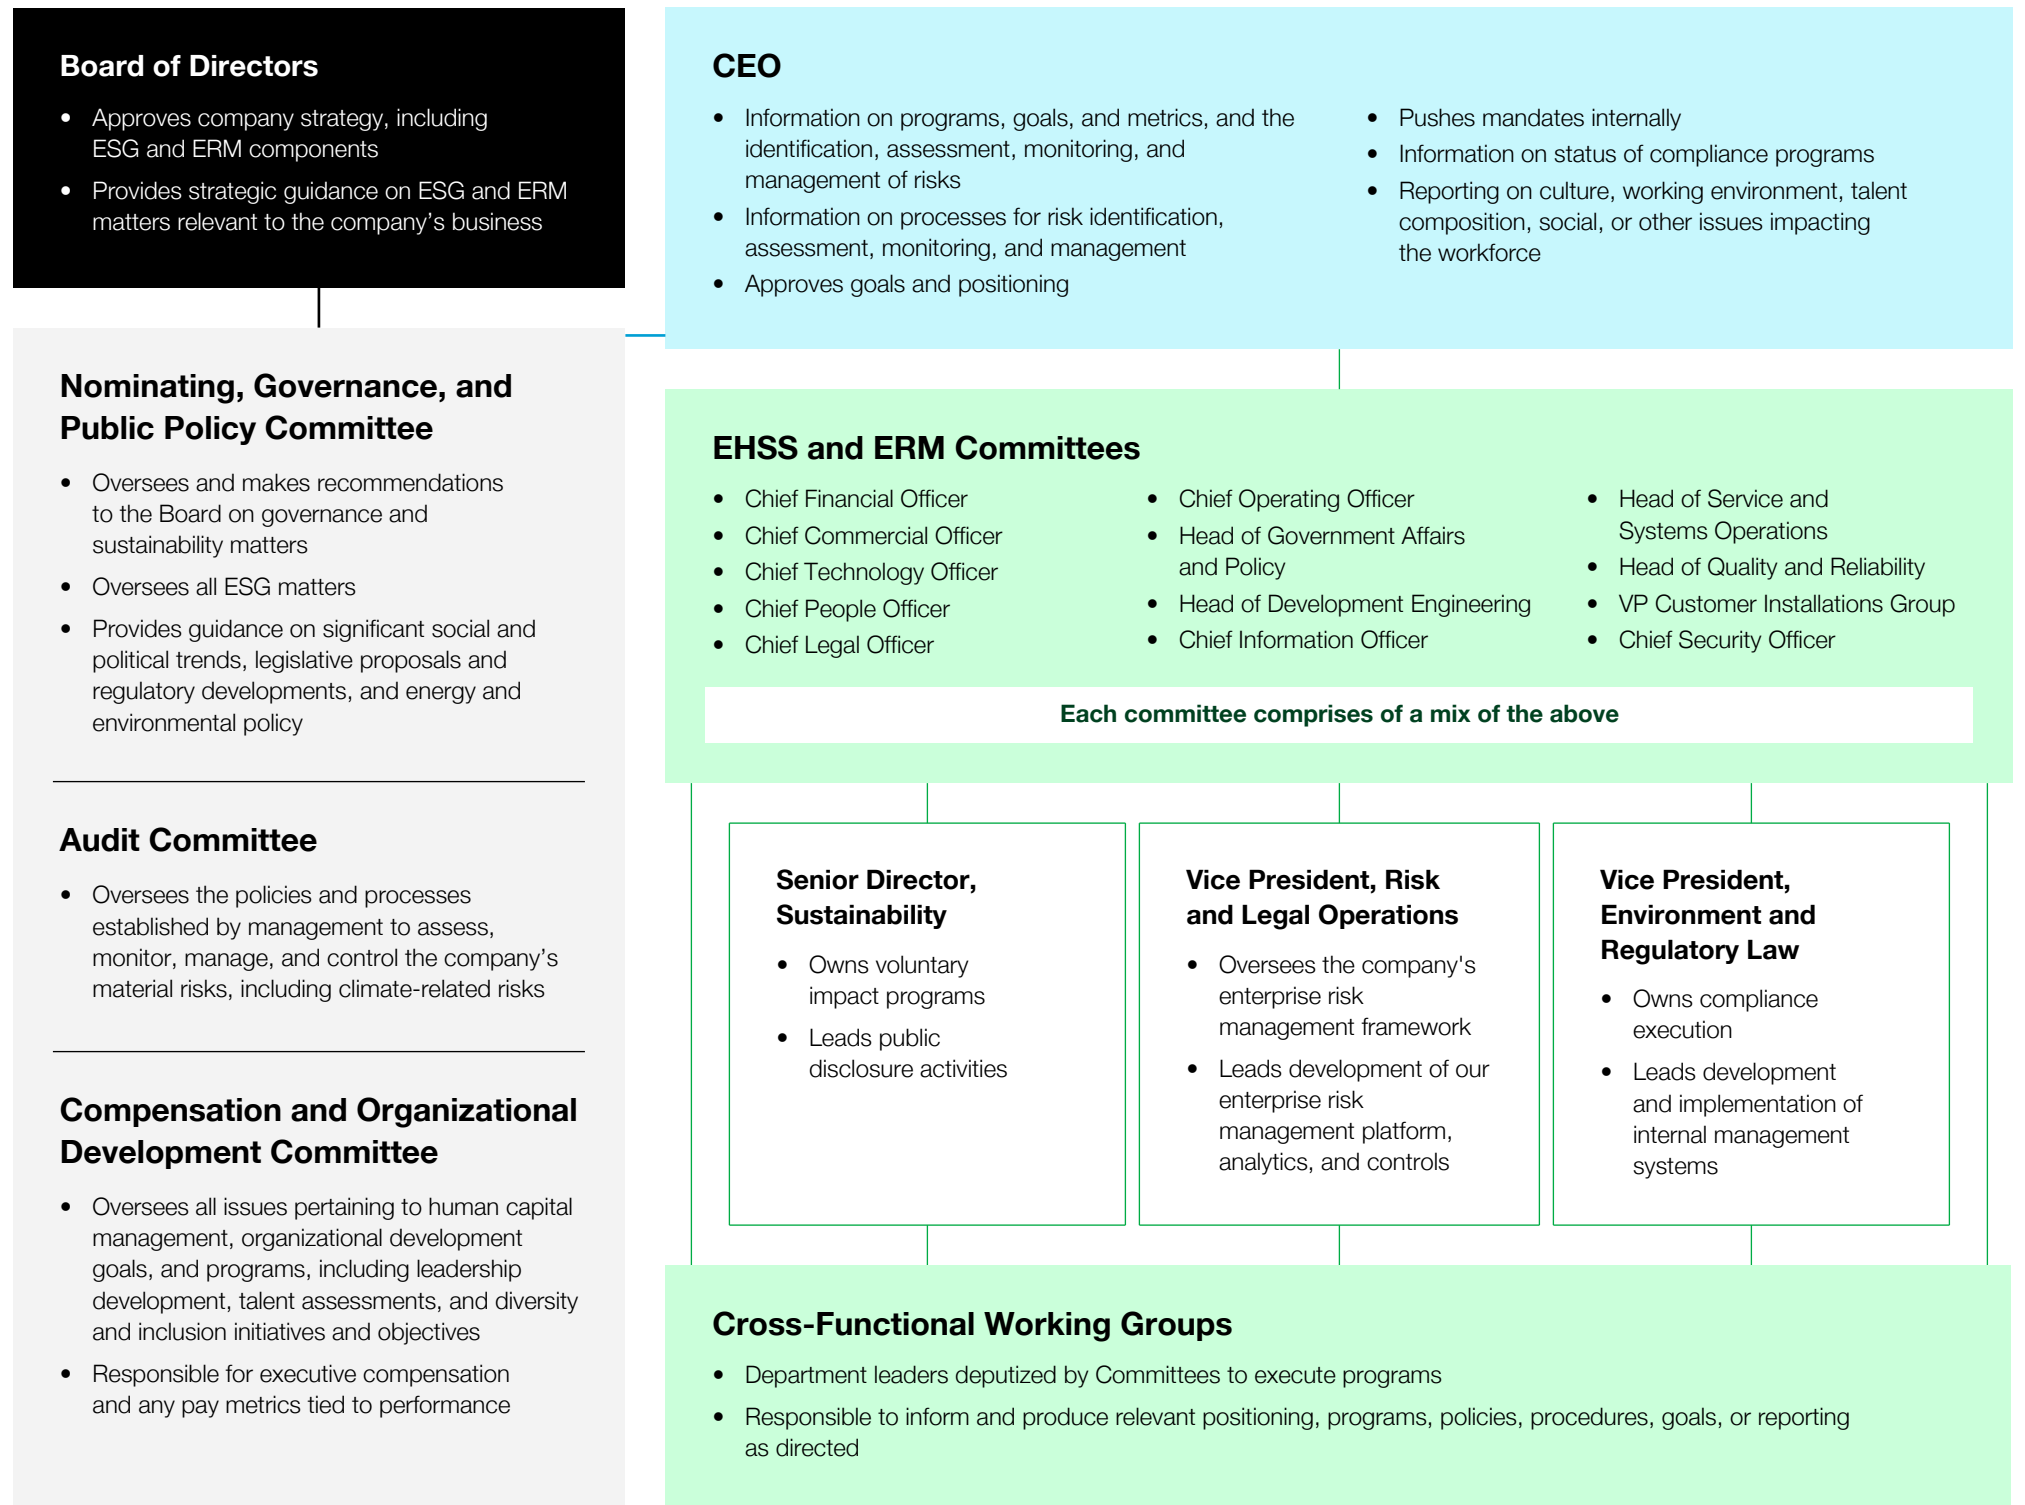 Board of Directors
• Approves company strategy, including
ESG and ERM components
• Provides strategic guidance on ESG and ERM
matters relevant to the company’s business
Nominating, Governance, and
Public Policy Committee
• Oversees and makes recommendations
to the Board on governance and
sustainability matters
• Oversees all ESG matters
• Provides guidance on significant social and
political trends, legislative proposals and
regulatory developments, and energy and
environmental policy
Audit Committee
• Oversees the policies and processes
established by management to assess,
monitor, manage, and control the company’s
material risks, including climate-related risks
Compensation and Organizational
Development Committee
• Oversees all issues pertaining to human capital
management, organizational development
goals, and programs, including leadership
development, talent assessments, and diversity
and inclusion initiatives and objectives
• Responsible for executive compensation
and any pay metrics tied to performance
CEO
• Information on programs, goals, and metrics, and the
identification, assessment, monitoring, and
management of risks
• Information on processes for risk identification,
assessment, monitoring, and management
• Approves goals and positioning
• Pushes mandates internally
• Information on status of compliance programs
• Reporting on culture, working environment, talent
composition, social, or other issues impacting
the workforce
EHSS and ERM Committees
• Chief Financial Officer
• Chief Commercial Officer
• Chief Technology Officer
• Chief People Officer
• Chief Legal Officer
• Chief Operating Officer
• Head of Government Affairs
and Policy
• Head of Development Engineering
• Chief Information Officer
• Head of Service and
Systems Operations
• Head of Quality and Reliability
• VP Customer Installations Group
• Chief Security Officer
Each committee comprises of a mix of the above
Senior Director,
Sustainability
• Owns voluntary
impact programs
• Leads public
disclosure activities
Vice President, Risk
and Legal Operations
• Oversees the company's
enterprise risk
management framework
• Leads development of our
enterprise risk
management platform,
analytics, and controls
Vice President,
Environment and
Regulatory Law
• Owns compliance
execution
• Leads development
and implementation of
internal management
systems
Cross-Functional Working Groups
• Department leaders deputized by Committees to execute programs
• Responsible to inform and produce relevant positioning, programs, policies, procedures, goals, or reporting
as directed